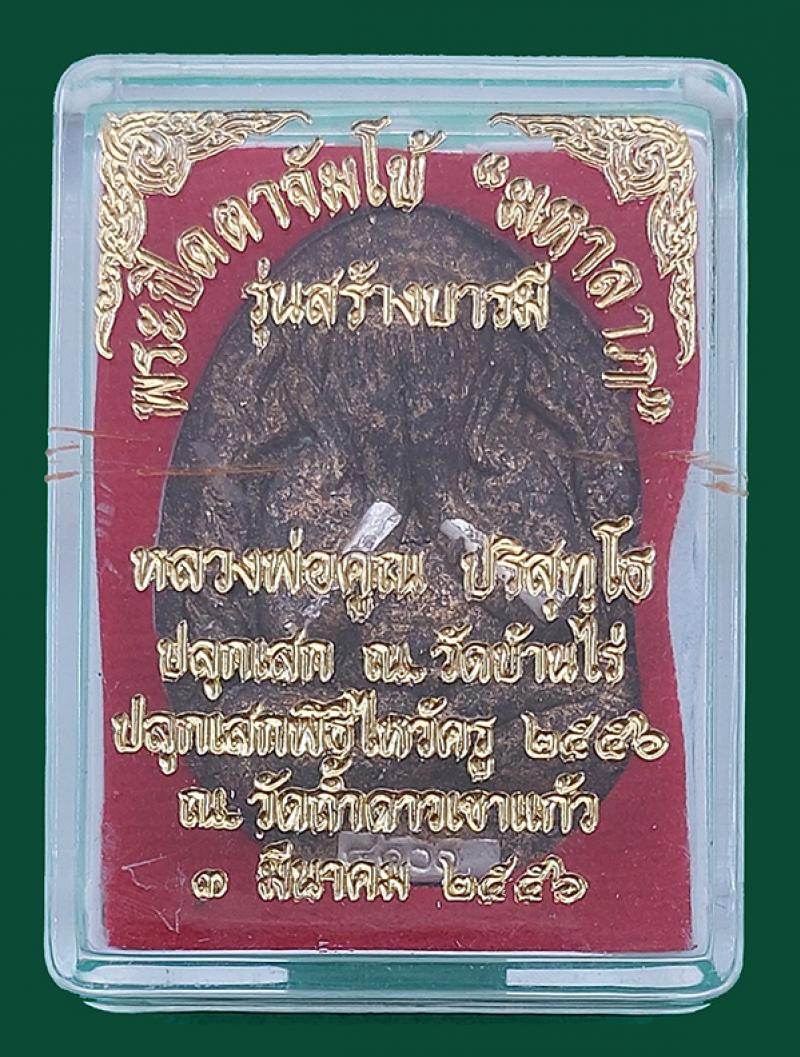 พระปิดตาจัมโบ้ "มหาลาภ"
รุ่นสร้างบารมี
หลวงพ่อคูณ ปริสุทฺโธ
ปลุกเสก ณ. วัดบ้านไร่
ปลุกเสกพิธีไหว้ครู ๒๕๕๖
ณ. วัดถ้ำดาวเขาแก้ว
๓ มีนาคม ๒๕๕๖